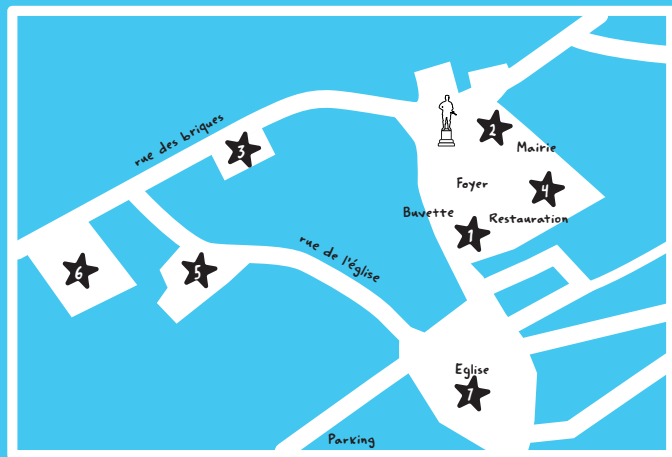 rue des briques
3
2
Mairie
Foyer
4
Buvette
Restauration
1
6
5
rue de l'église
Eglise
7
Parking